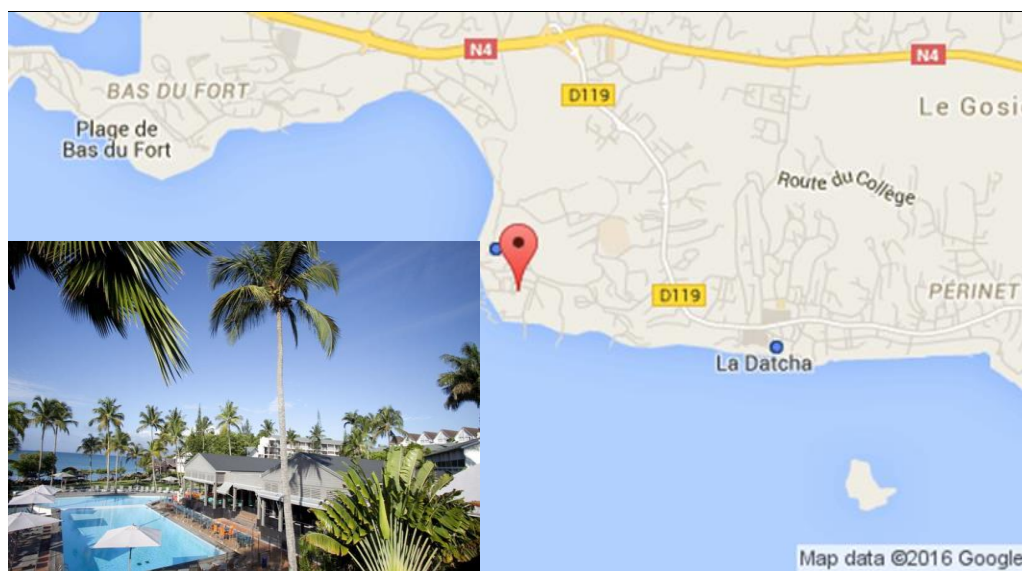 N4
N4
D119
BAS DU FORT
Plage de
Bas du Fort
Le Gosi
Route du Collège
D119
PÉRINET
La Datcha
Map data ©2016 Google